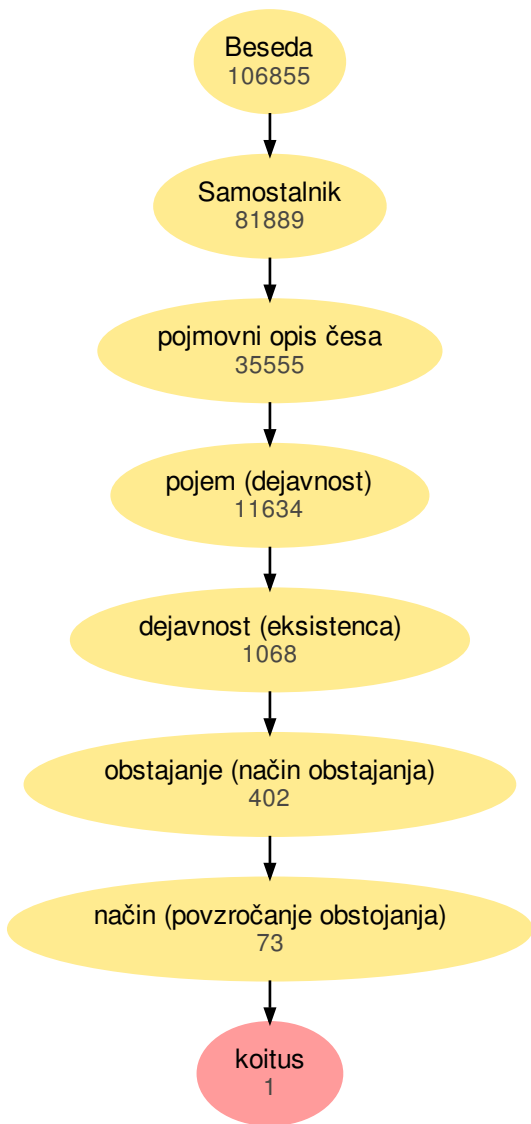 Beseda
106855
Samostalnik
81889
pojmovni opis česa
35555
pojem (dejavnost)
11634
dejavnost (eksistenca)
1068
obstajanje (način obstajanja)
402
način (povzročanje obstojanja)
73
koitus
1